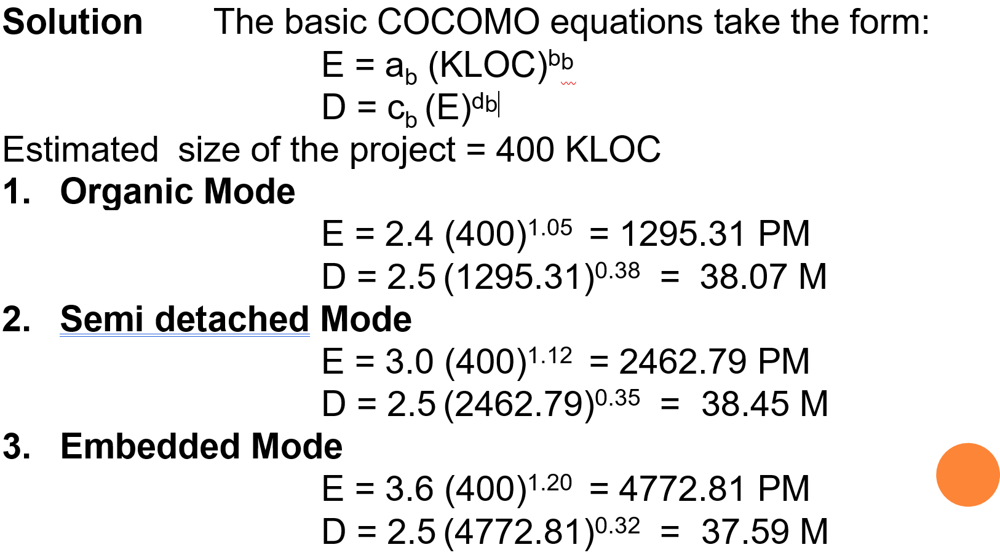 Solution The basic COCOMO equations take the form:
E = a_b (KLOC)^bb
D = c_b (E)^db
Estimated size of the project = 400 KLOC
1. Organic Mode
E = 2.4 (400)^1.05 = 1295.31 PM
D = 2.5 (1295.31)^0.38 = 38.07 M
2. Semi detached Mode
E = 3.0 (400)^1.12 = 2462.79 PM
D = 2.5 (2462.79)^0.35 = 38.45 M
3. Embedded Mode
E = 3.6 (400)^1.20 = 4772.81 PM
D = 2.5 (4772.81)^0.32 = 37.59 M